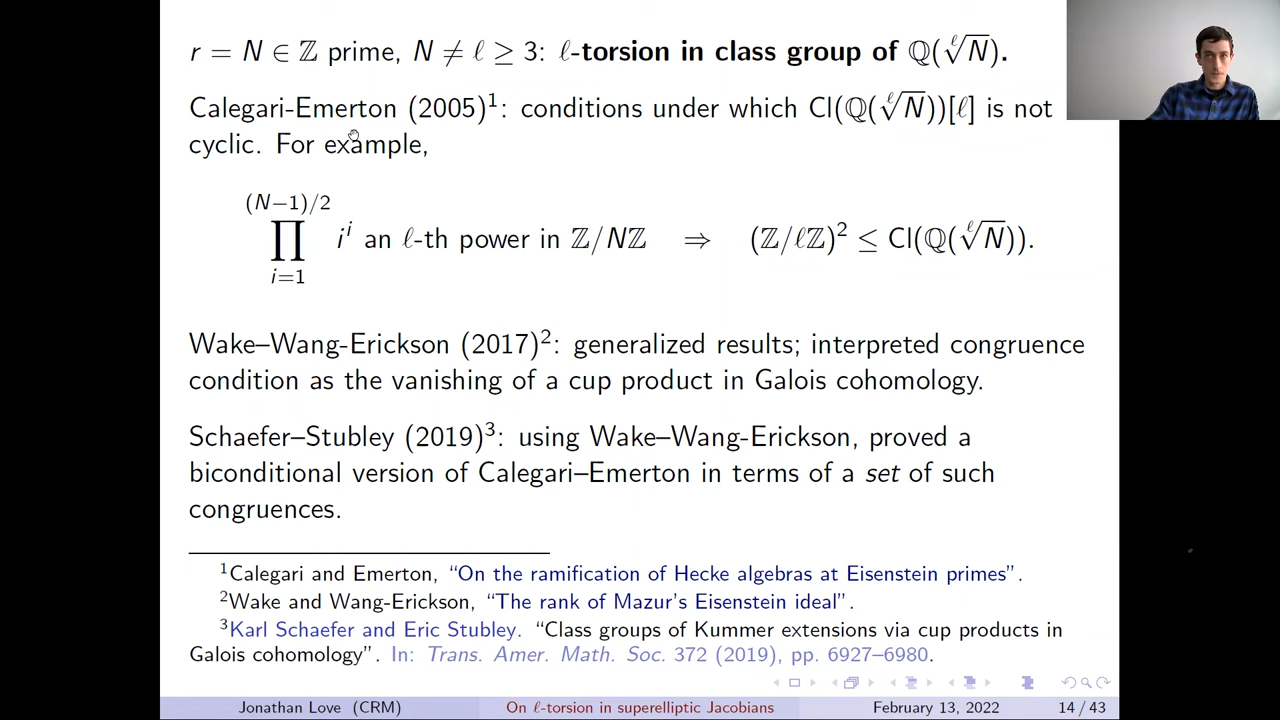 r = N ∈ ℤ prime, N ≠ ℓ ≥ 3: ℓ-torsion in class group of ℚ(\sqrt[ℓ]{N}).
Calegari-Emerton (2005)¹: conditions under which Cl(ℚ(\sqrt[ℓ]{N}))[ℓ] is not
cyclic. For example,
\prod_{i=1}^{(N−1)/2} i^i an ℓ-th power in ℤ/Nℤ ⇒ (ℤ/ℓℤ)² ≤ Cl(ℚ(\sqrt[ℓ]{N})).
Wake–Wang-Erickson (2017)²: generalized results; interpreted congruence
condition as the vanishing of a cup product in Galois cohomology.
Schaefer–Stubley (2019)³: using Wake–Wang-Erickson, proved a
biconditional version of Calegari–Emerton in terms of a set of such
congruences.
¹Calegari and Emerton, “On the ramification of Hecke algebras at Eisenstein primes”.
²Wake and Wang-Erickson, “The rank of Mazur's Eisenstein ideal”.
³Karl Schaefer and Eric Stubley. “Class groups of Kummer extensions via cup products in
Galois cohomology”. In: Trans. Amer. Math. Soc. 372 (2019), pp. 6927–6980.
Jonathan Love (CRM) On ℓ-torsion in superelliptic Jacobians February 13, 2022 14 / 43